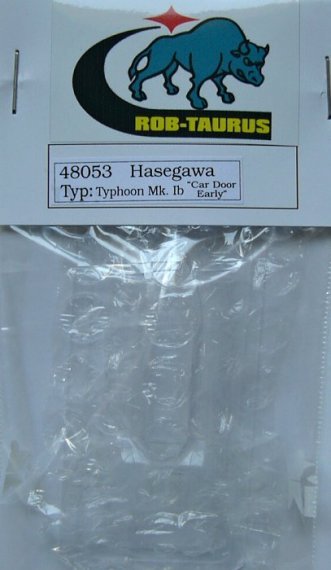 ROB-TAURUS
48053 Hasegawa
Typ: Typhoon Mk. Ib "Car Door Early"